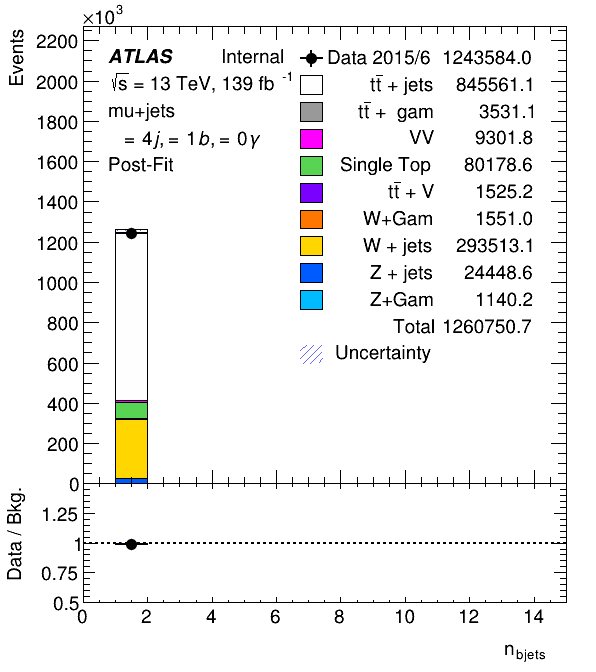 ×10³
Events
2200
2000
1800
1600
1400
1200
1000
800
600
400
200
0
ATLAS Internal
√s = 13 TeV, 139 fb⁻¹
mu+jets
= 4j, = 1b, = 0γ
Post-Fit
Data 2015/6 1243584.0
tt̅ + jets 845561.1
tt̅ + gam 3531.1
VV 9301.8
Single Top 80178.6
tt̅ + V 1525.2
W+Gam 1551.0
W + jets 293513.1
Z + jets 24448.6
Z+Gam 1140.2
Total 1260750.7
Uncertainty
Data / Bkg.
1.25
1
0.75
0.5
0 2 4 6 8 10 12 14
n_bjets